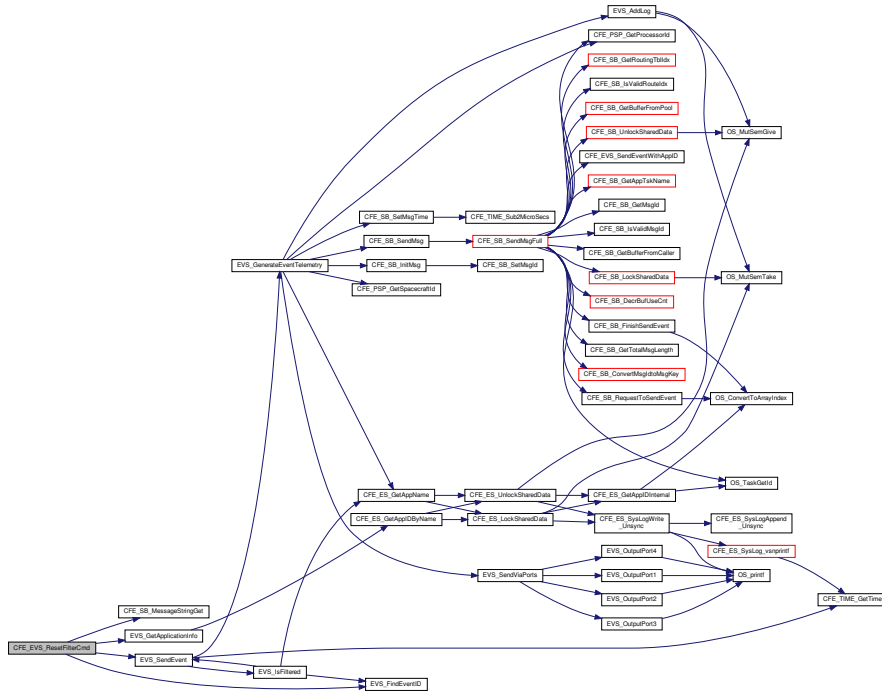 EVS_AddLog
CFE_PSP_GetProcessorId
CFE_SB_GetRoutingTblIdx
CFE_SB_IsValidRouteIdx
CFE_SB_GetBufferFromPool
CFE_SB_UnlockSharedData
OS_MutSemGive
CFE_EVS_SendEventWithAppID
CFE_SB_GetAppTskName
CFE_SB_GetMsgId
CFE_SB_SetMsgTime
CFE_TIME_Sub2MicroSecs
CFE_SB_IsValidMsgId
CFE_SB_SendMsg
CFE_SB_SendMsgFull
CFE_SB_GetBufferFromCaller
EVS_GenerateEventTelemetry
CFE_SB_InitMsg
CFE_SB_SetMsgId
CFE_SB_LockSharedData
OS_MutSemTake
CFE_PSP_GetSpacecraftId
CFE_SB_DecrBufUseCnt
CFE_SB_FinishSendEvent
CFE_SB_GetTotalMsgLength
CFE_SB_ConvertMsgIdtoMsgKey
CFE_SB_RequestToSendEvent
OS_ConvertToArrayIndex
OS_TaskGetId
CFE_ES_GetAppName
CFE_ES_UnlockSharedData
CFE_ES_GetAppIDInternal
CFE_ES_GetAppIDByName
CFE_ES_LockSharedData
CFE_ES_SysLogWrite
_Unsync
CFE_ES_SysLogAppend
_Unsync
EVS_OutputPort4
CFE_ES_SysLog_vsnprintf
EVS_SendViaPorts
EVS_OutputPort1
OS_printf
EVS_OutputPort2
CFE_TIME_GetTime
CFE_SB_MessageStringGet
EVS_OutputPort3
EVS_GetApplicationInfo
CFE_EVS_ResetFilterCmd
EVS_SendEvent
EVS_IsFiltered
EVS_FindEventID